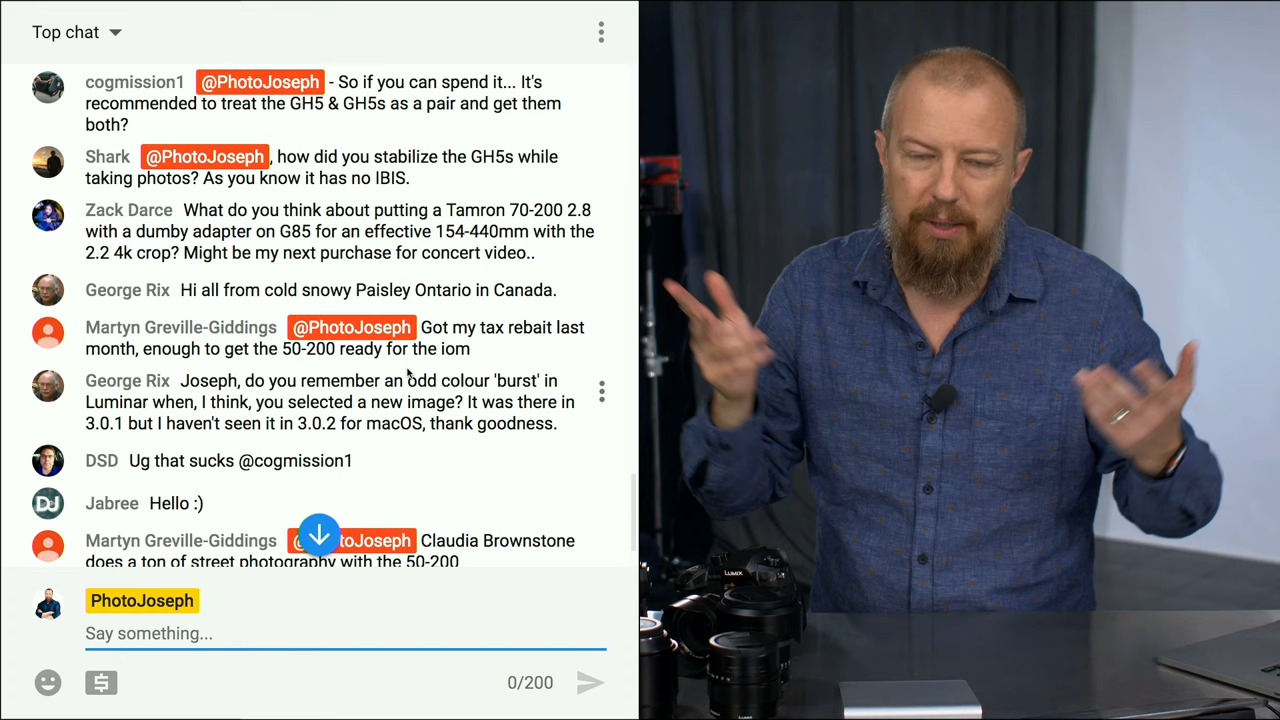 Top chat
cogmission1 @PhotoJoseph - So if you can spend it... It's
recommended to treat the GH5 & GH5s as a pair and get them
both?
Shark @PhotoJoseph, how did you stabilize the GH5s while
taking photos? As you know it has no IBIS.
Zack Darce What do you think about putting a Tamron 70-200 2.8
with a dumby adapter on G85 for an effective 154-440mm with the
2.2 4k crop? Might be my next purchase for concert video..
George Rix Hi all from cold snowy Paisley Ontario in Canada.
Martyn Greville-Giddings @PhotoJoseph Got my tax rebait last
month, enough to get the 50-200 ready for the iom
George Rix Joseph, do you remember an odd colour 'burst' in
Luminar when, I think, you selected a new image? It was there in
3.0.1 but I haven't seen it in 3.0.2 for macOS, thank goodness.
DSD Ug that sucks @cogmission1
DJ
Jabree Hello :)
Martyn Greville-Giddings @PhotoJoseph Claudia Brownstone
does a ton of street photography with the 50-200
PhotoJoseph
Say something...
0/200
LUMIX
LUMIX